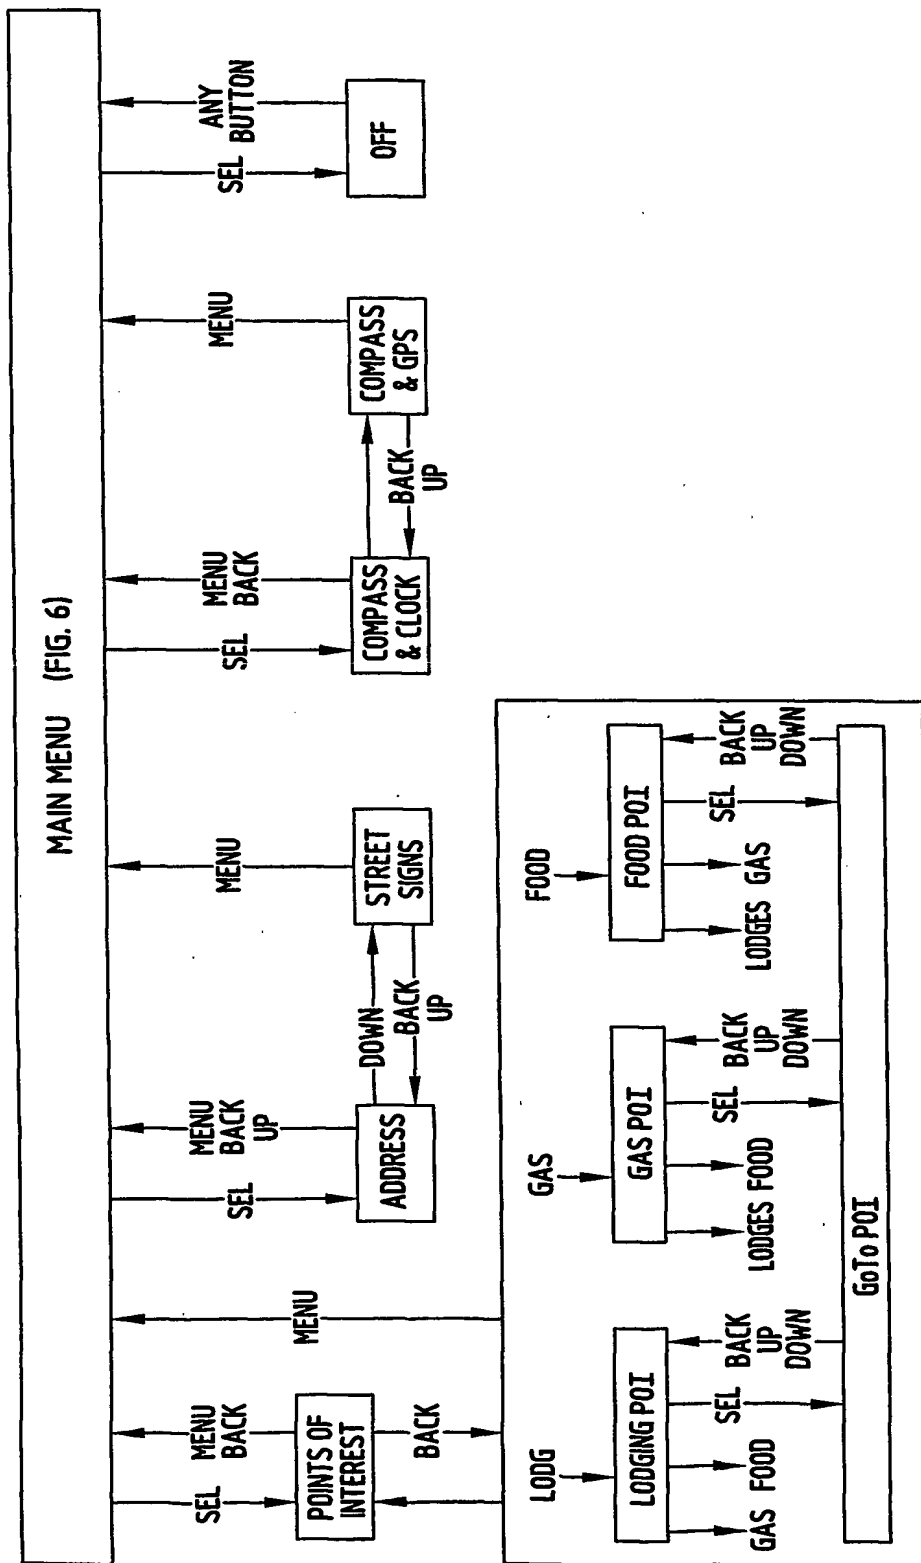 MAIN MENU (FIG. 6)
SEL
MENU
BACK
POINTS OF
INTEREST
BACK
MENU
SEL
MENU
BACK
UP
ADDRESS
DOWN
BACK
UP
MENU
STREET
SIGNS
SEL
MENU
BACK
COMPASS
& CLOCK
BACK
UP
MENU
COMPASS
& GPS
SEL
ANY
BUTTON
OFF
LODG
LODGING POI
GAS FOOD
SEL
BACK
UP
DOWN
GAS
GAS POI
LODGES FOOD
SEL
BACK
UP
DOWN
FOOD
FOOD POI
LODGES GAS
SEL
BACK
UP
DOWN
GoTo POI